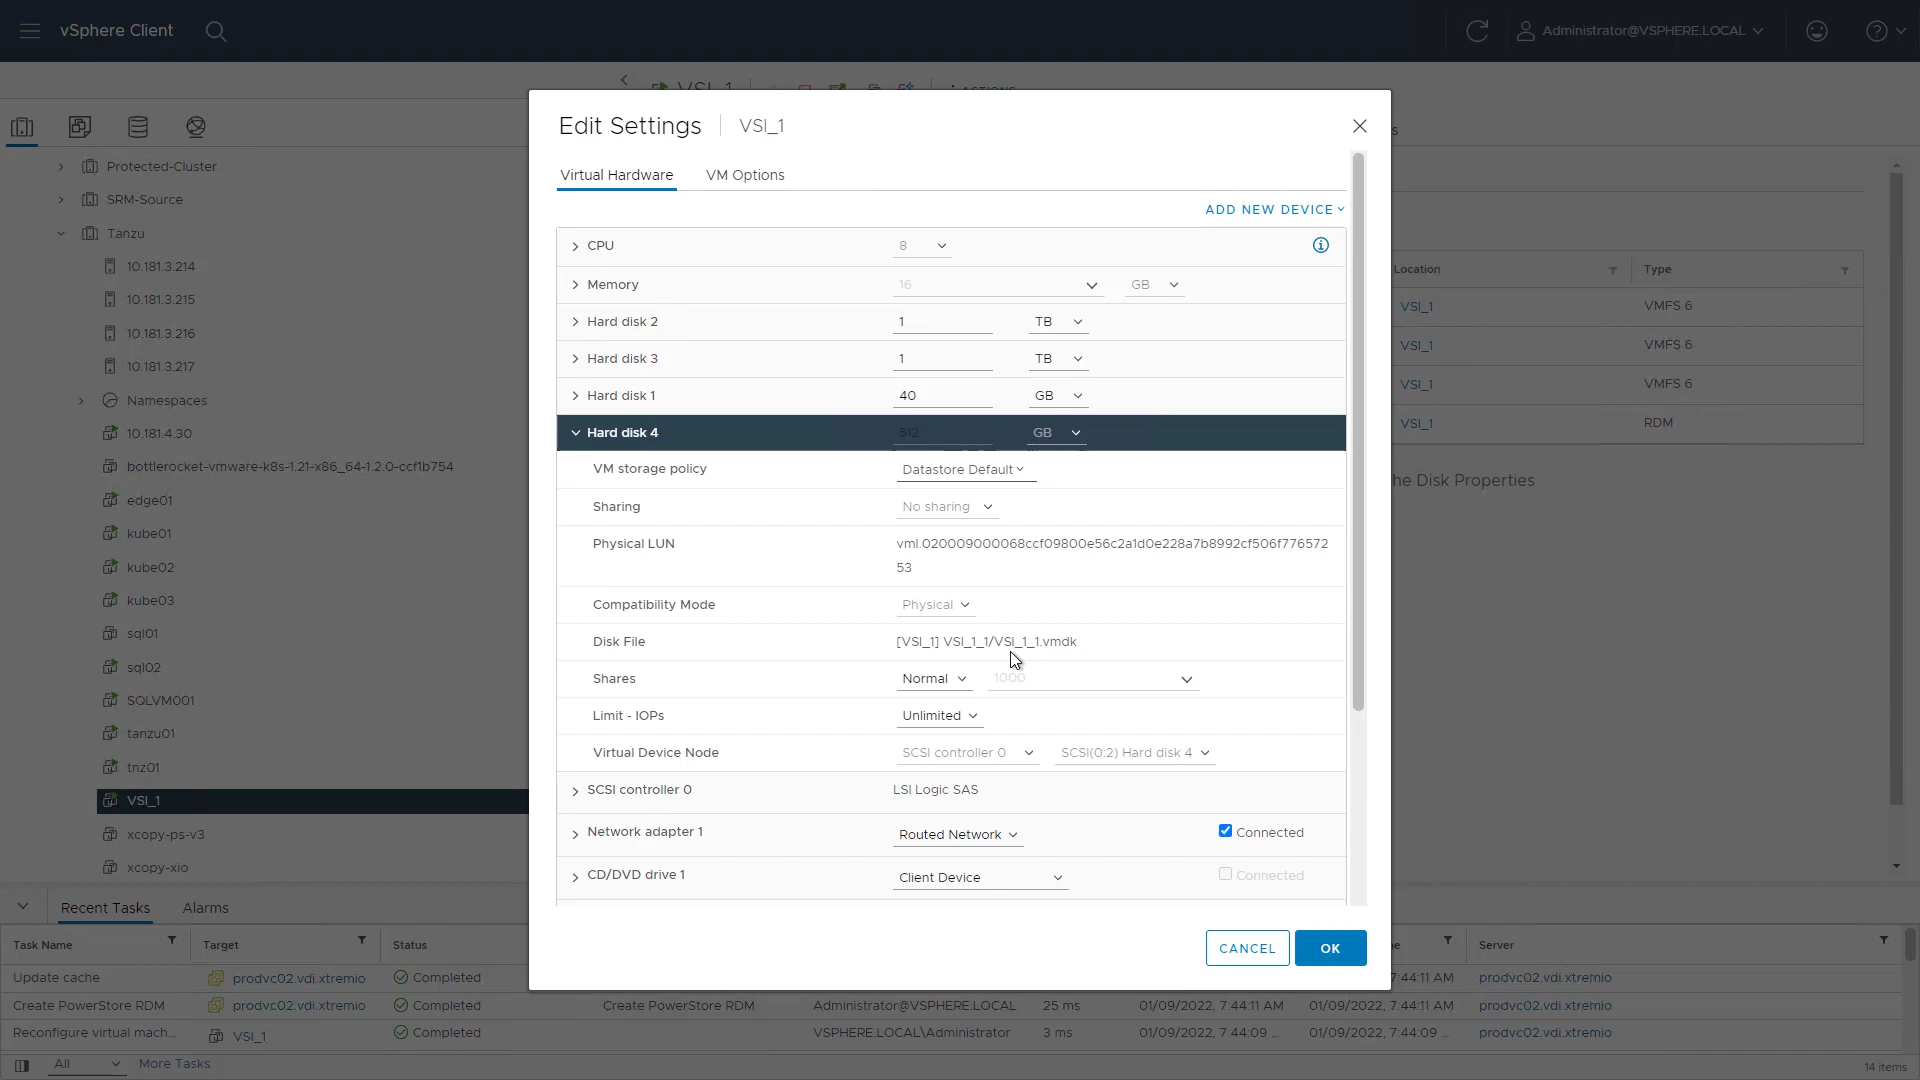 vSphere Client
Administrator@VSPHERE.LOCAL
VSI_1
ACTIONS
Protected-Cluster
SRM-Source
Tanzu
10.181.3.214
10.181.3.215
10.181.3.216
10.181.3.217
Namespaces
10.181.4.30
bottlerocket-vmware-k8s-1.21-x86_64-1.2.0-ccf1b754
edge01
kube01
kube02
kube03
sql01
sql02
SQLVM001
tanzu01
tnz01
VSI_1
xcopy-ps-v3
xcopy-xio
Edit Settings VSI_1
Virtual Hardware VM Options
ADD NEW DEVICE
CPU 8
Memory 16 GB
Hard disk 2 1 TB
Hard disk 3 1 TB
Hard disk 1 40 GB
Hard disk 4 512 GB
VM storage policy Datastore Default
Sharing No sharing
Physical LUN vml.020009000068ccf09800e56c2a1d0e228a7b8992cf506f776572
53
Compatibility Mode Physical
Disk File [VSI_1] VSI_1_1/VSI_1_1.vmdk
Shares Normal 1000
Limit - IOPs Unlimited
Virtual Device Node SCSI controller 0 SCSI(0:2) Hard disk 4
SCSI controller 0 LSI Logic SAS
Network adapter 1 Routed Network Connected
CD/DVD drive 1 Client Device Connected
CANCEL OK
s
Location Type
VSI_1 VMFS 6
VSI_1 VMFS 6
VSI_1 VMFS 6
VSI_1 RDM
he Disk Properties
Recent Tasks Alarms
Task Name Target Status e Server
Update cache prodvc02.vdi.xtremio Completed 7:44:11 AM prodvc02.vdi.xtremio
Create PowerStore RDM prodvc02.vdi.xtremio Completed Create PowerStore RDM Administrator@VSPHERE.LOCAL 25 ms 01/09/2022, 7:44:11 AM 01/09/2022, 7:44:11 AM prodvc02.vdi.xtremio
Reconfigure virtual mach... VSI_1 Completed VSPHERE.LOCAL\Administrator 3 ms 01/09/2022, 7:44:09 ... 01/09/2022, 7:44:09 ... prodvc02.vdi.xtremio
All More Tasks 14 items